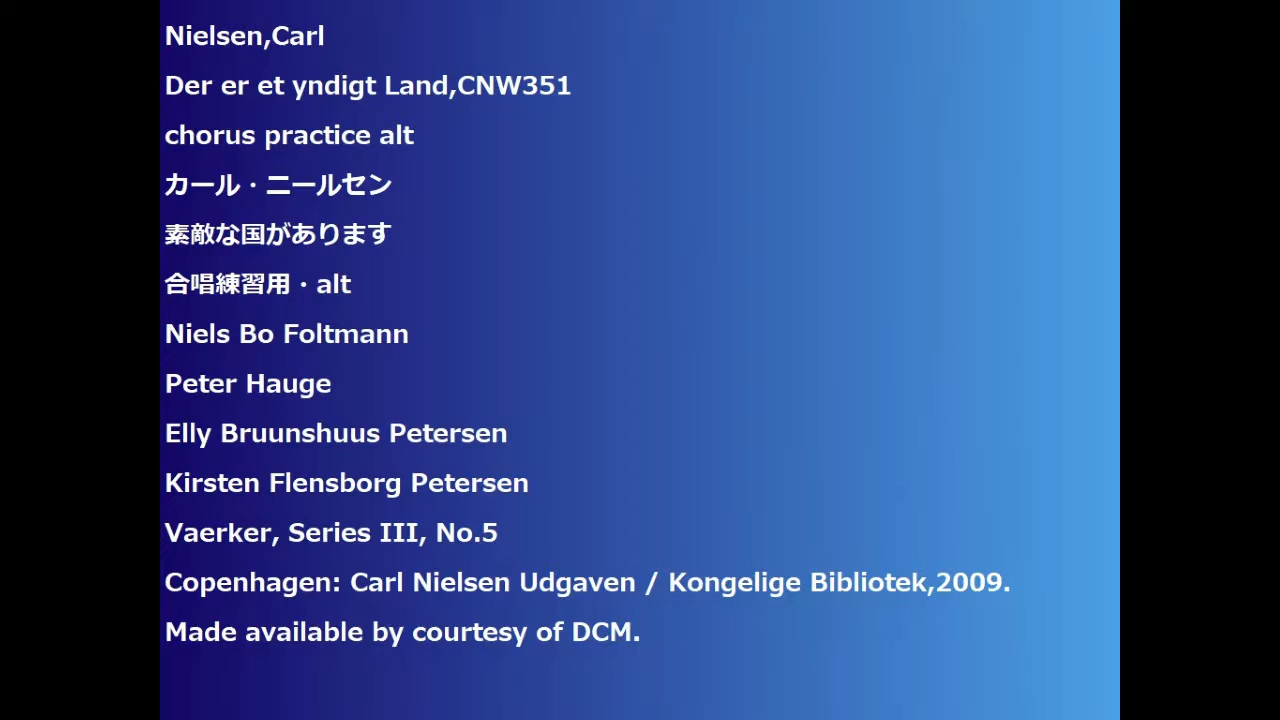 Nielsen,Carl
Der er et yndigt Land,CNW351
chorus practice alt
カール・ニールセン
素敵な国があります
合唱練習用・alt
Niels Bo Foltmann
Peter Hauge
Elly Bruunshuus Petersen
Kirsten Flensborg Petersen
Vaerker, Series III, No.5
Copenhagen: Carl Nielsen Udgaven / Kongelige Bibliotek,2009.
Made available by courtesy of DCM.